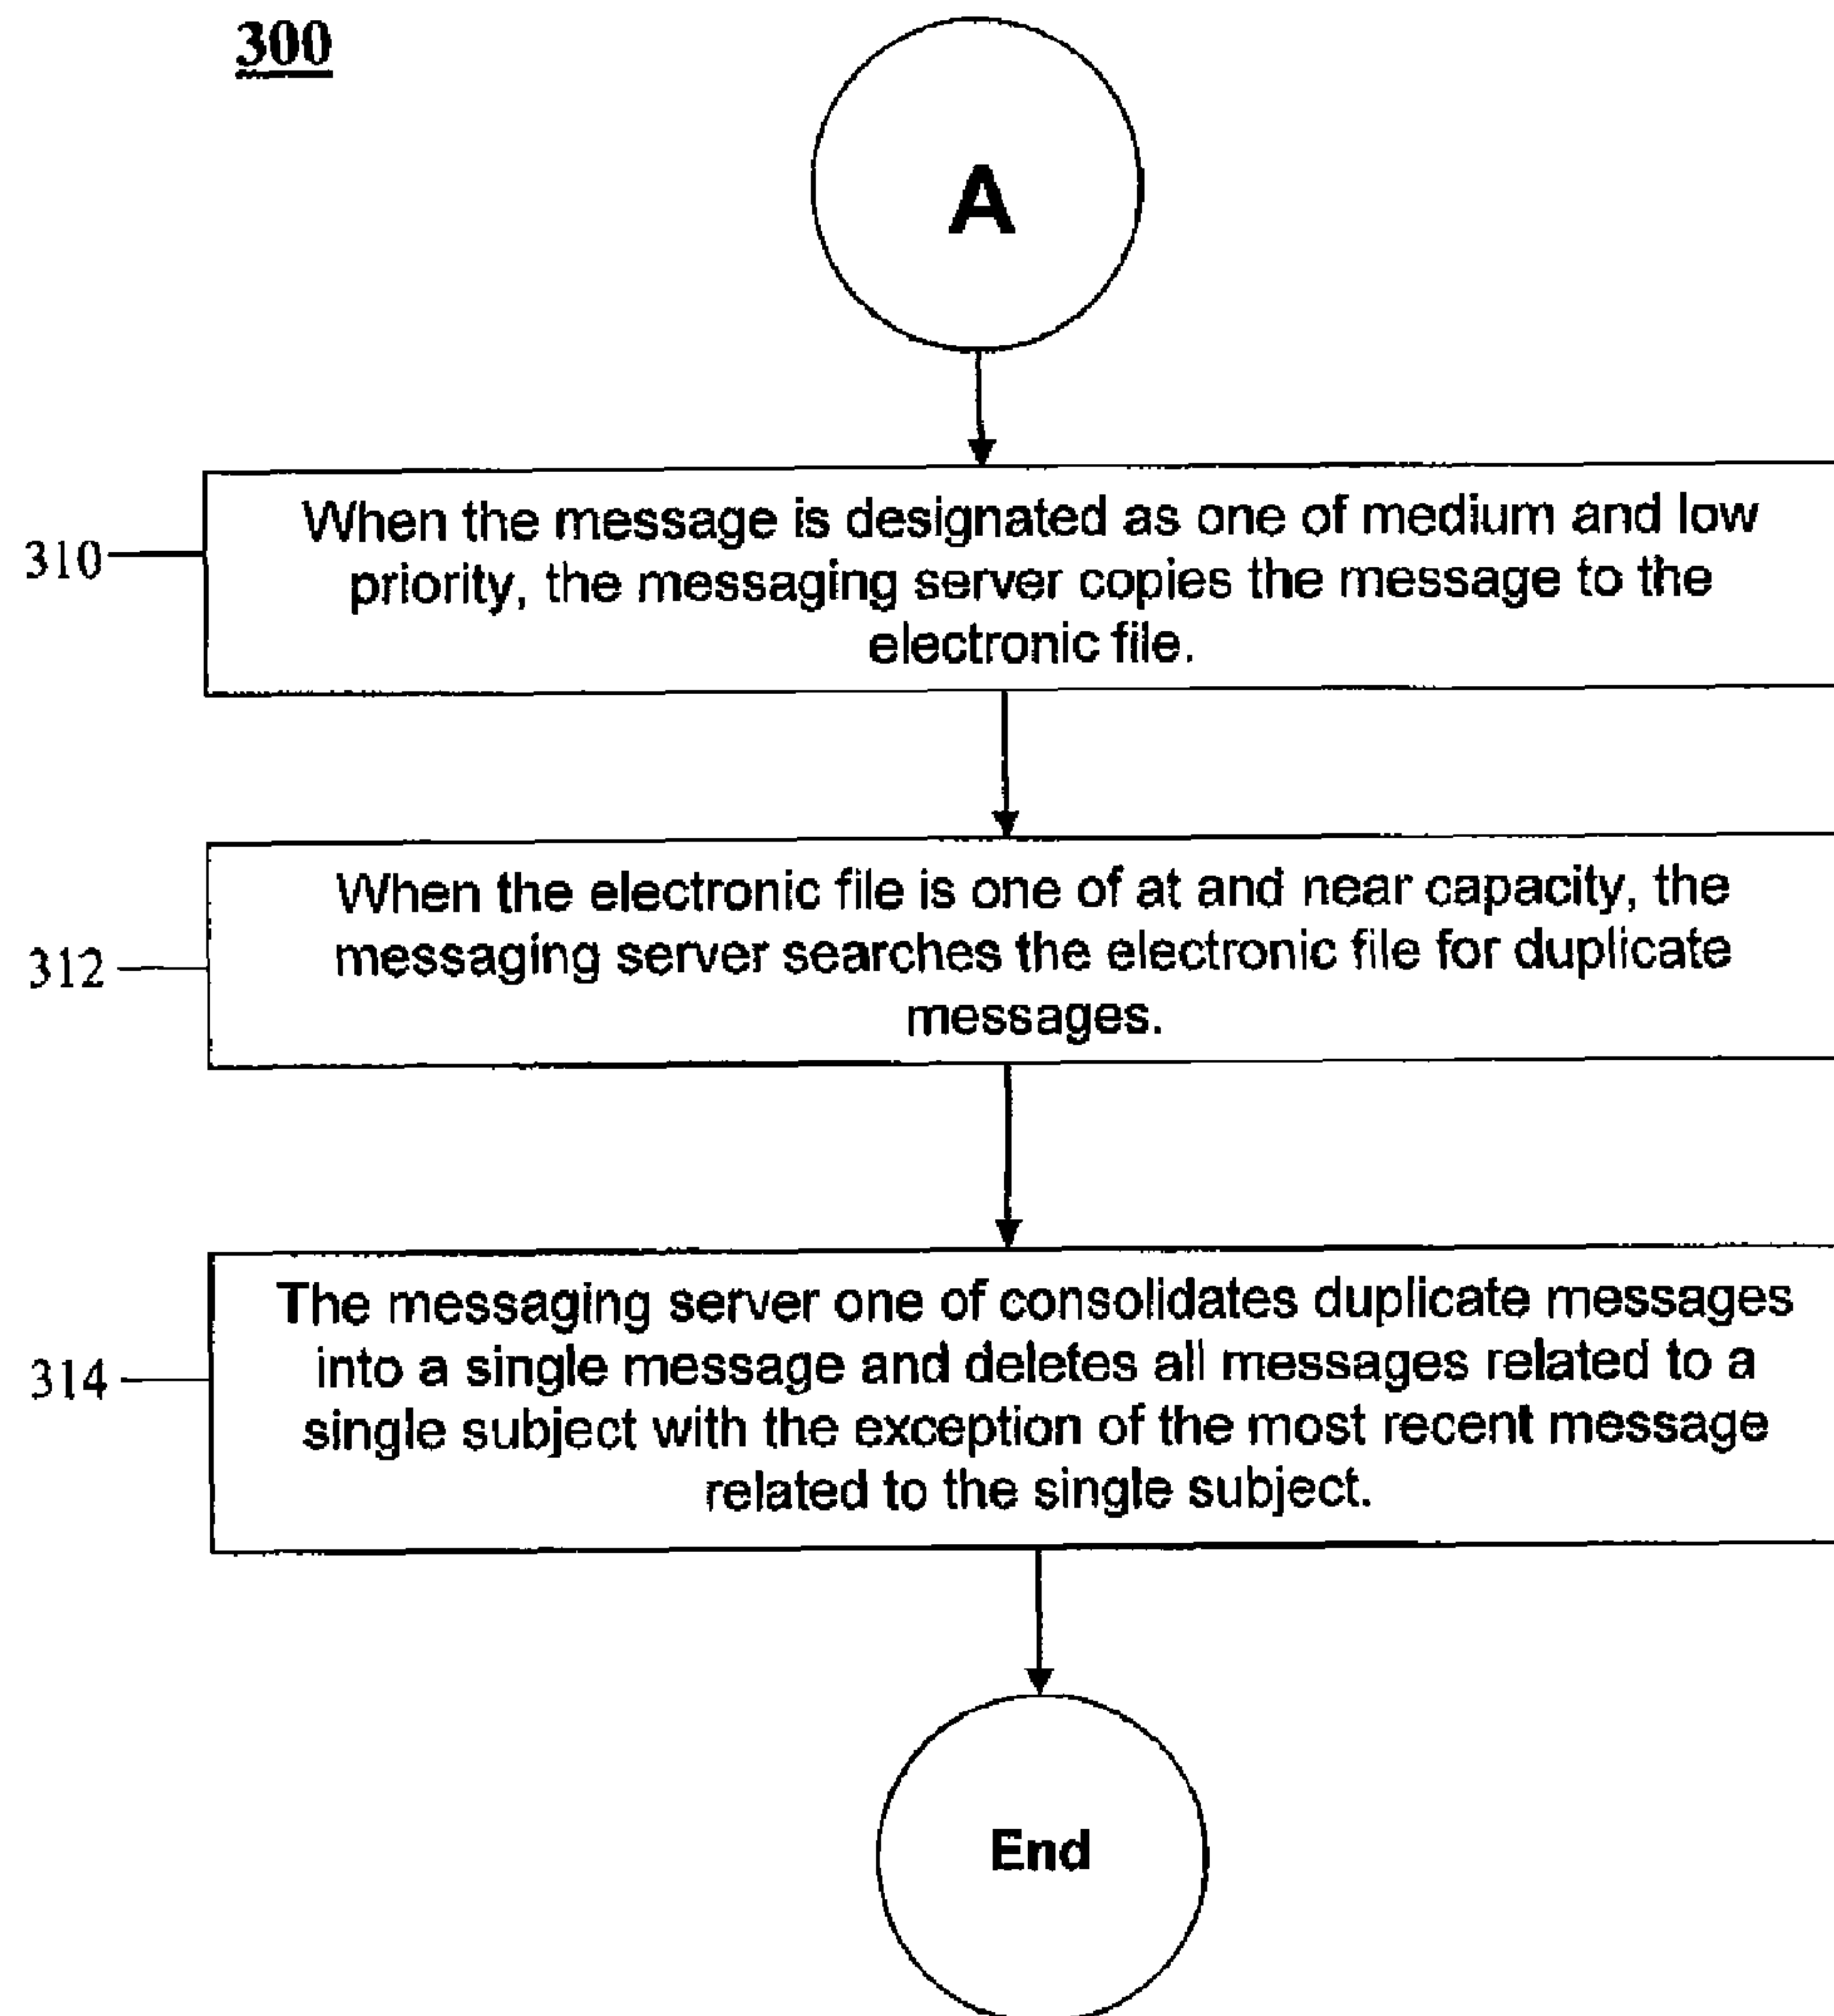 300
A
310
When the message is designated as one of medium and low
priority, the messaging server copies the message to the
electronic file.
312
When the electronic file is one of at and near capacity, the
messaging server searches the electronic file for duplicate
messages.
314
The messaging server one of consolidates duplicate messages
into a single message and deletes all messages related to a
single subject with the exception of the most recent message
related to the single subject.
End